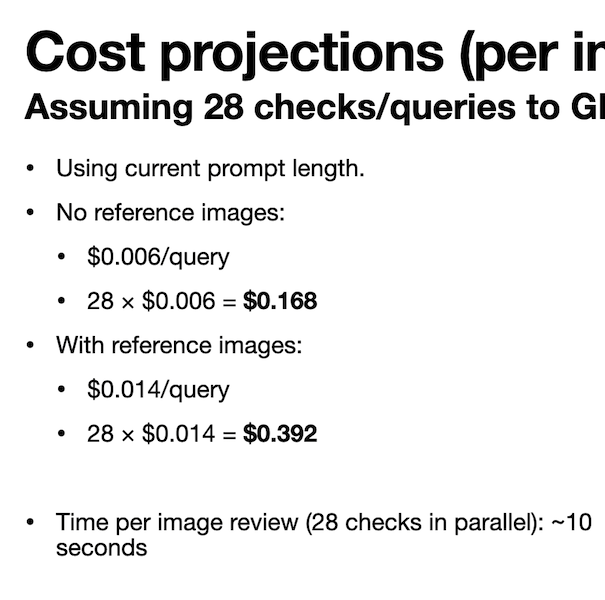 Cost projections (per in
Assuming 28 checks/queries to G
• Using current prompt length.
• No reference images:
• $0.006/query
• 28 × $0.006 = $0.168
• With reference images:
• $0.014/query
• 28 × $0.014 = $0.392
• Time per image review (28 checks in parallel): ~10
seconds